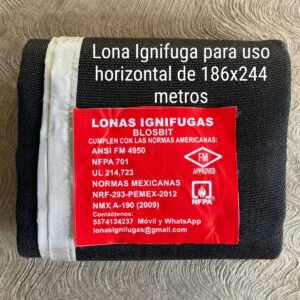 Lona Ignifuga para uso
horizontal de 186x244
metros
LONAS IGNIFUGAS
BLOSBIT
CUMPLEN CON LAS NORMAS AMERICANAS:
ANSI FM 4950
NFPA 701
UL 214,723
NORMAS MEXICANAS
NRF-293-PEMEX-2012
NMX A-190 (2009)
Contáctenos:
5574124237 Móvil y WhatsApp
lonasignifugas@gmail.com
FM
APPROVED
NFPA